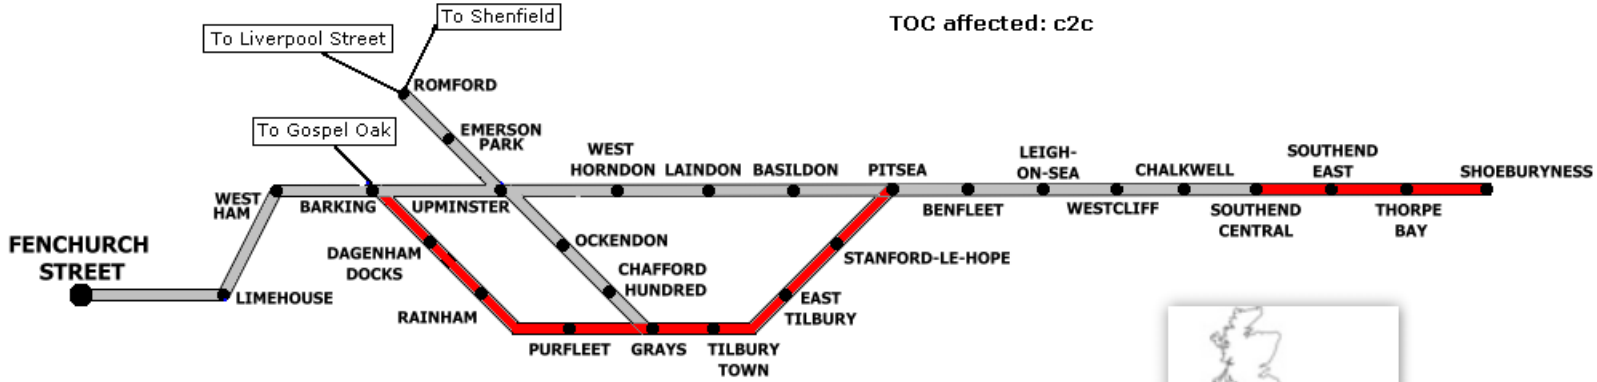 To Shenfield
TOC affected: c2c
To Liverpool Street
ROMFORD
To Gospel Oak
EMERSON
PARK
WEST
HORNDON
LAINDON
BASILDON
PITSEA
LEIGH-
ON-SEA
CHALKWELL
SOUTHEND
EAST
SHOEBURYNESS
WEST
HAM
BARKING
UPMINSTER
BENFLEET
WESTCLIFF
SOUTHEND
CENTRAL
THORPE
BAY
FENCHURCH
STREET
LIMEHOUSE
DAGENHAM
DOCKS
OCKENDON
STANFORD-LE-HOPE
CHAFFORD
HUNDRED
RAINHAM
EAST
TILBURY
PURFLEET
GRAYS
TILBURY
TOWN